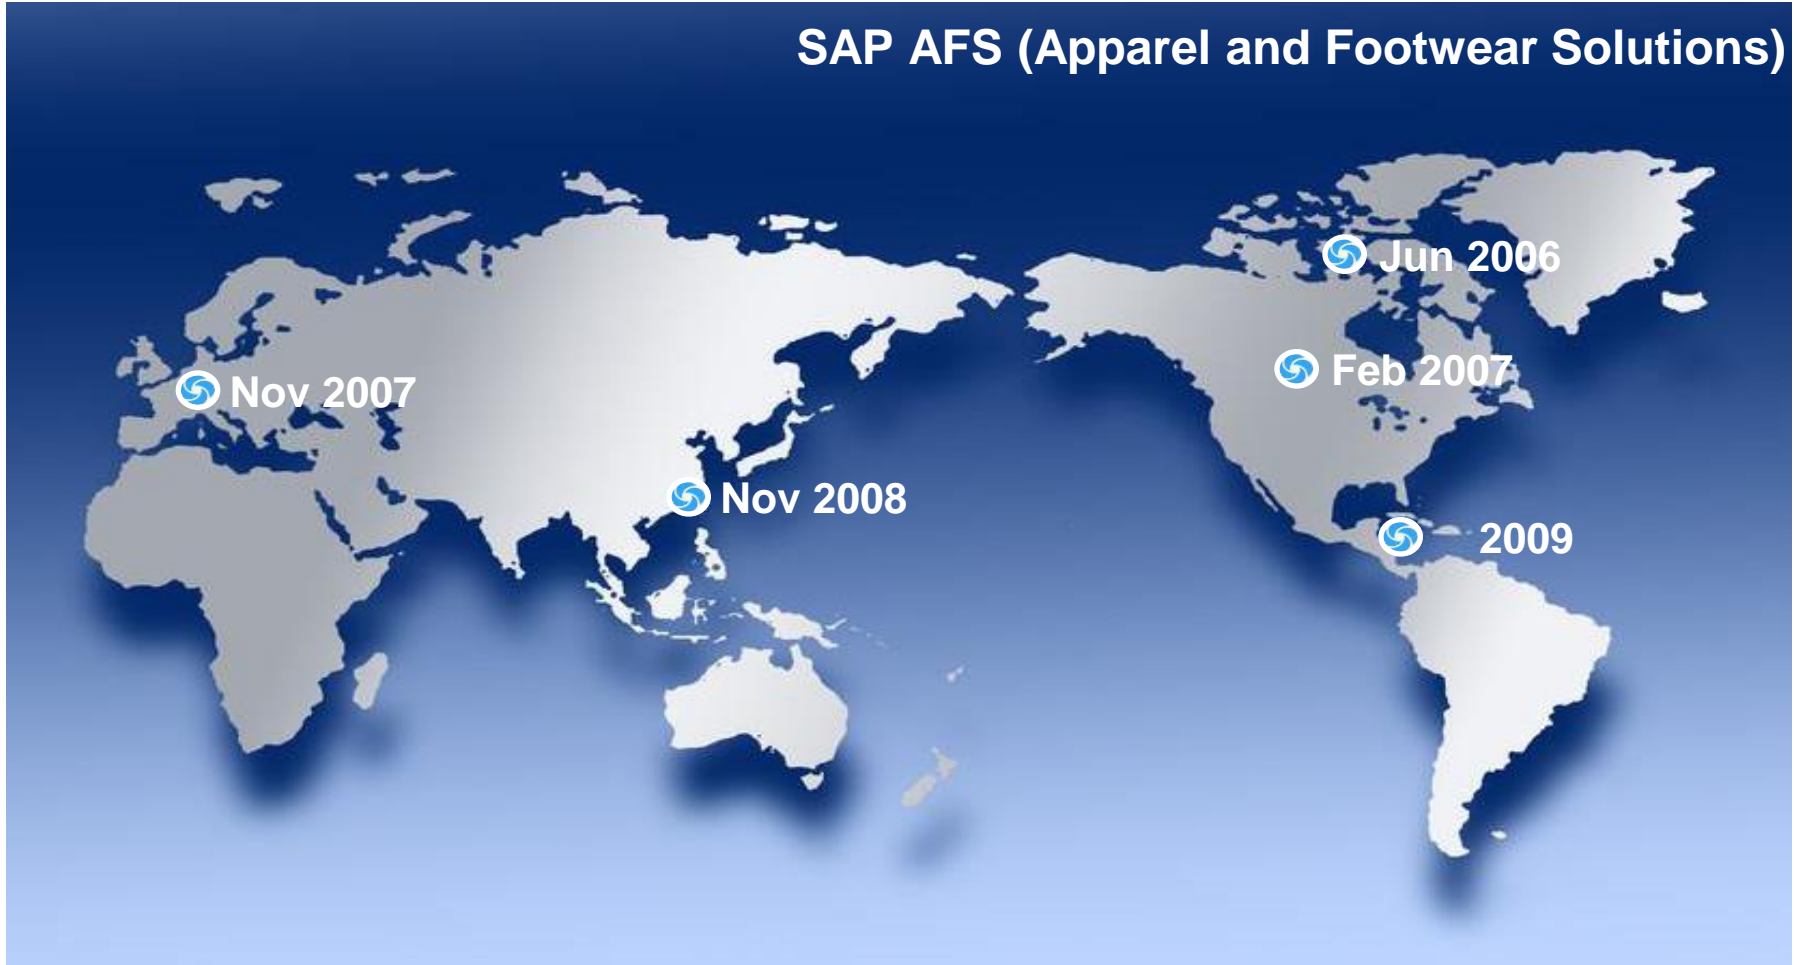 SAP AFS (Apparel and Footwear Solutions)
Jun 2006
Feb 2007
Nov 2007
Nov 2008
2009